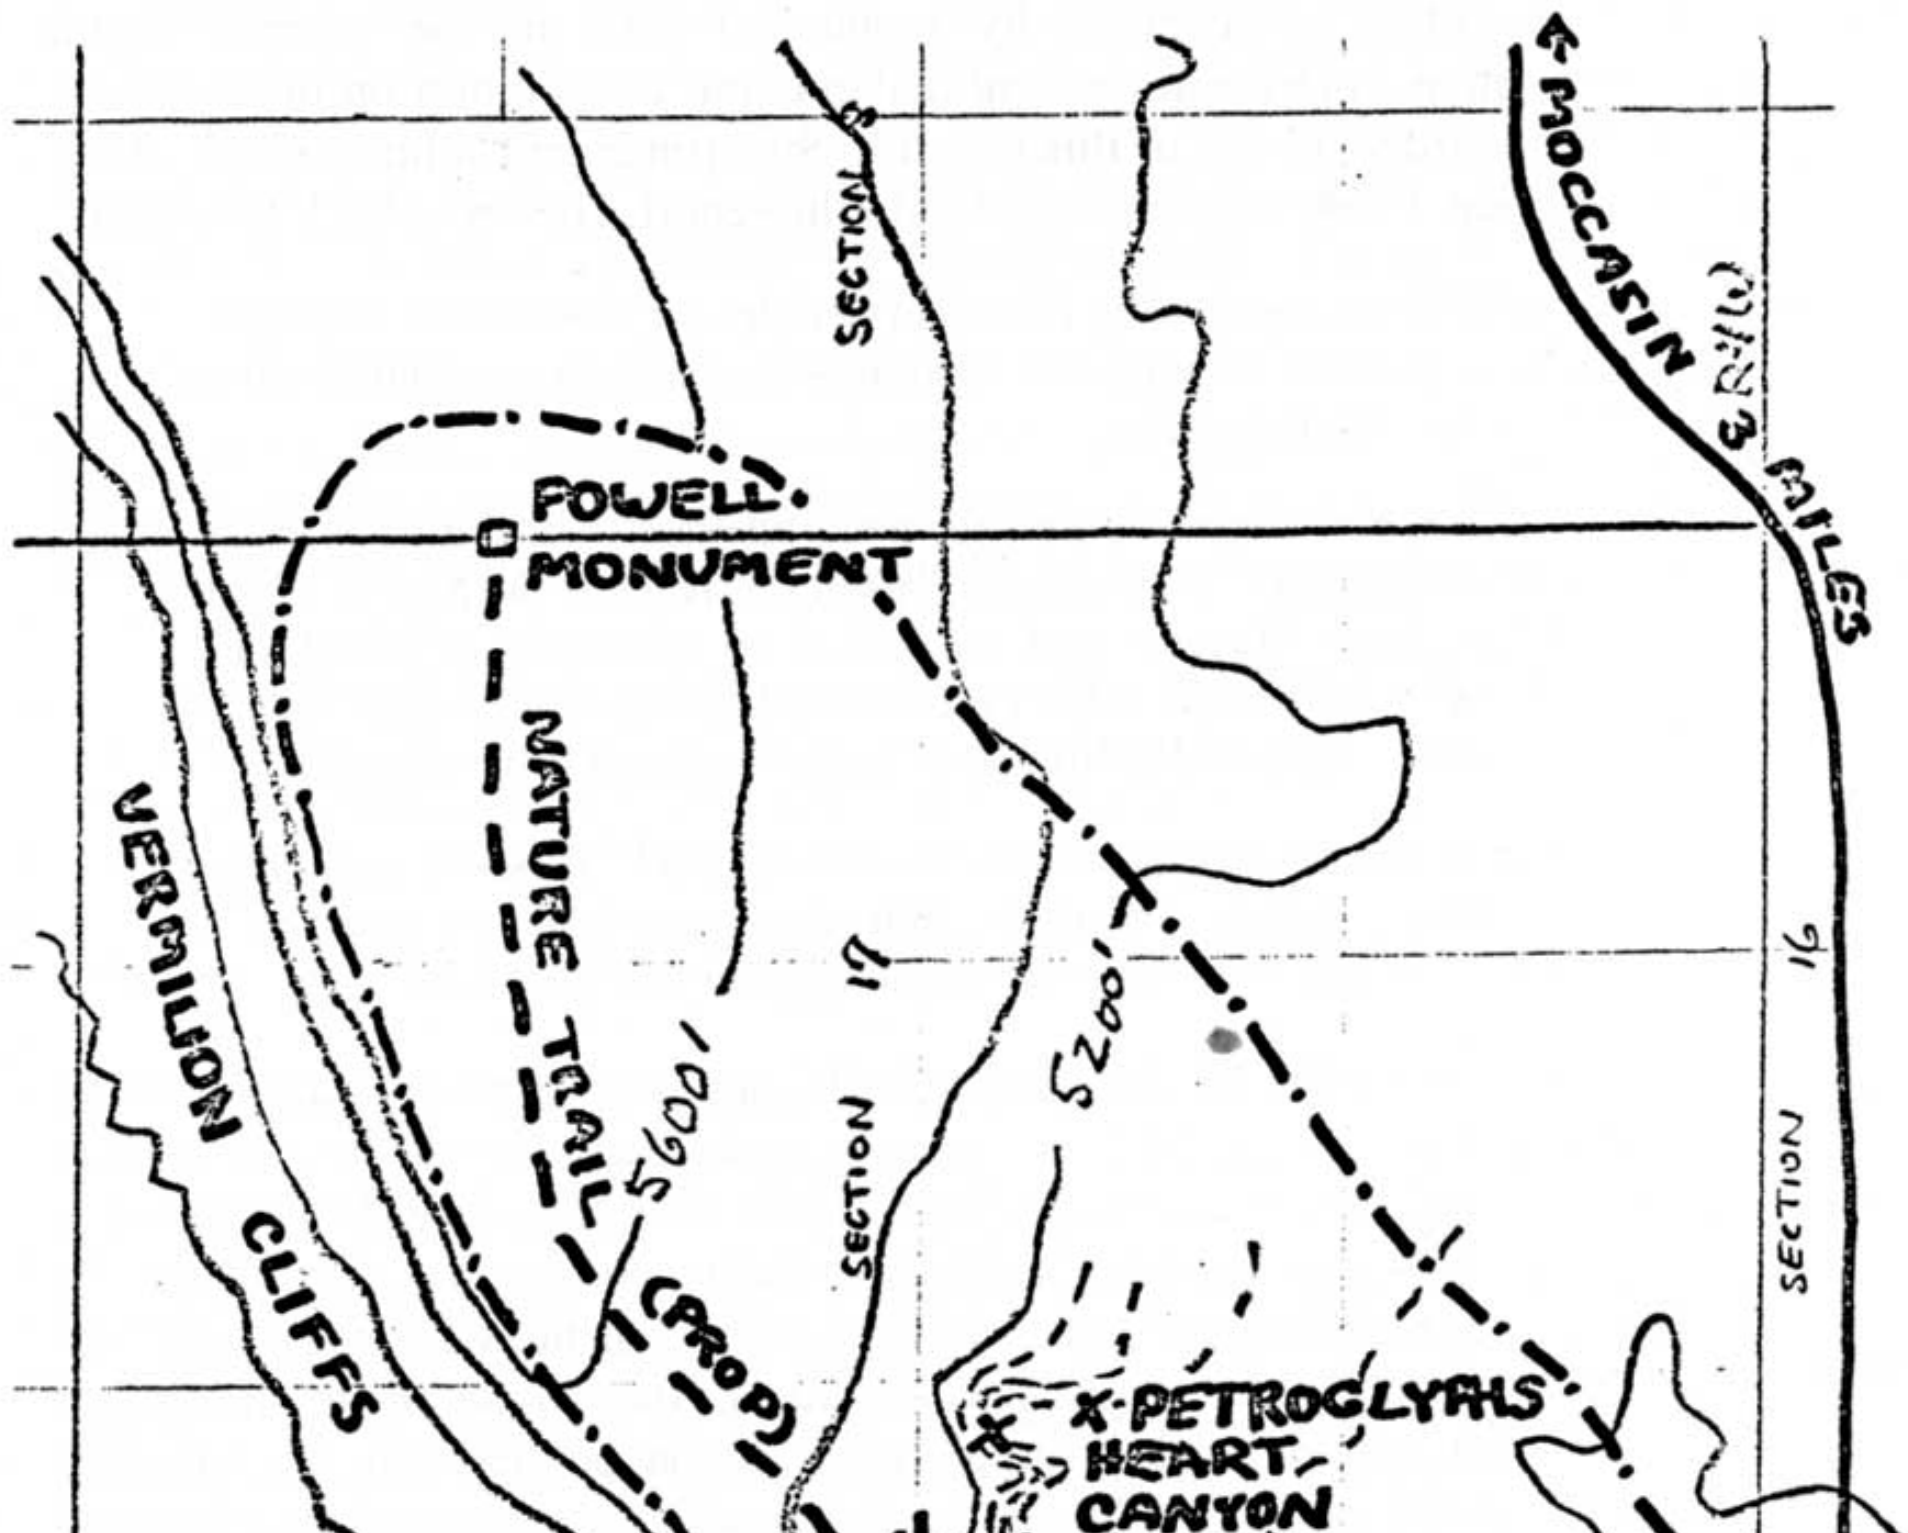 ← MOCCASIN 3 MILES
SECTION 8
R4W
POWELL
MONUMENT
NATURE TRAIL
(PROP)
VERMILION CLIFFS
SECTION 17
5600'
5200'
SECTION 16
X-PETROGLYPHS
HEART
CANYON